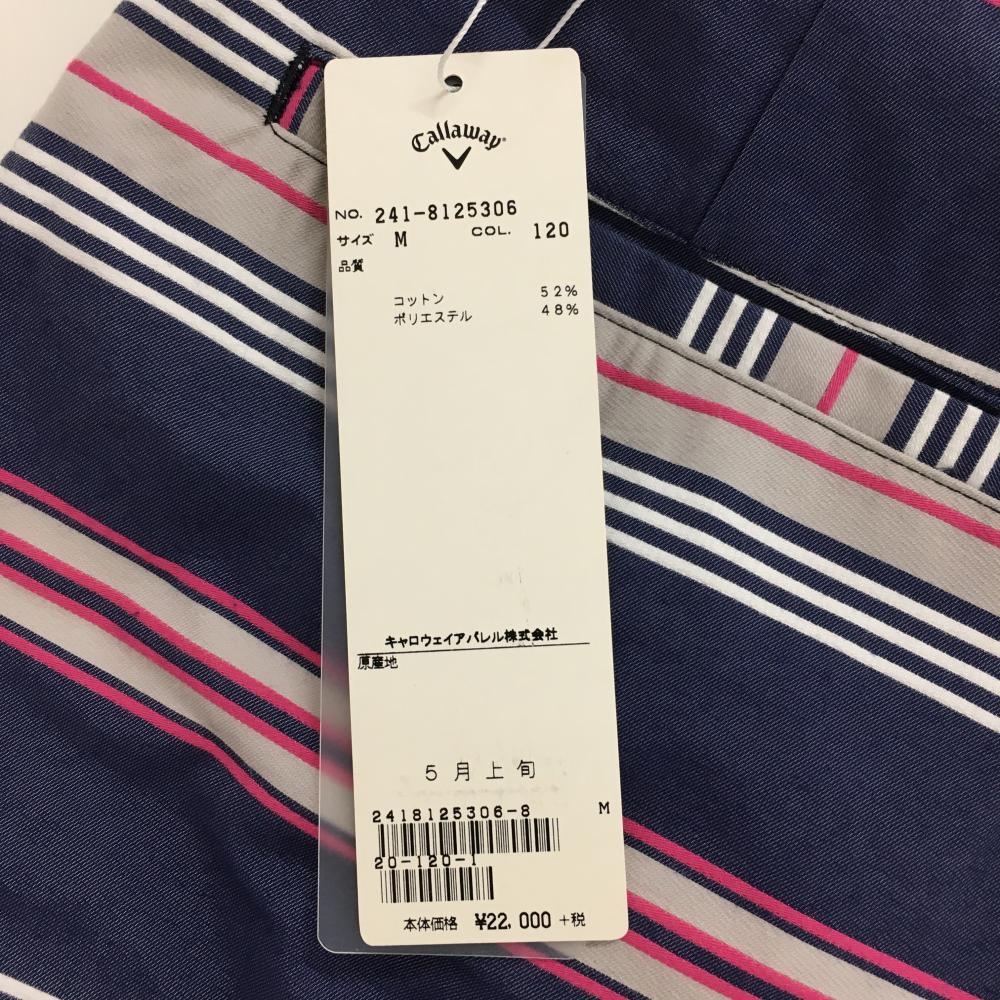 Callaway
NO. 241-8125306
サイズ M COL. 120
品質
コットン 52%
ポリエステル 48%
キャロウェイアパレル株式会社
原産地
5月上旬
2418125306-8 M
20-120-1
本体価格 ¥22,000 +税